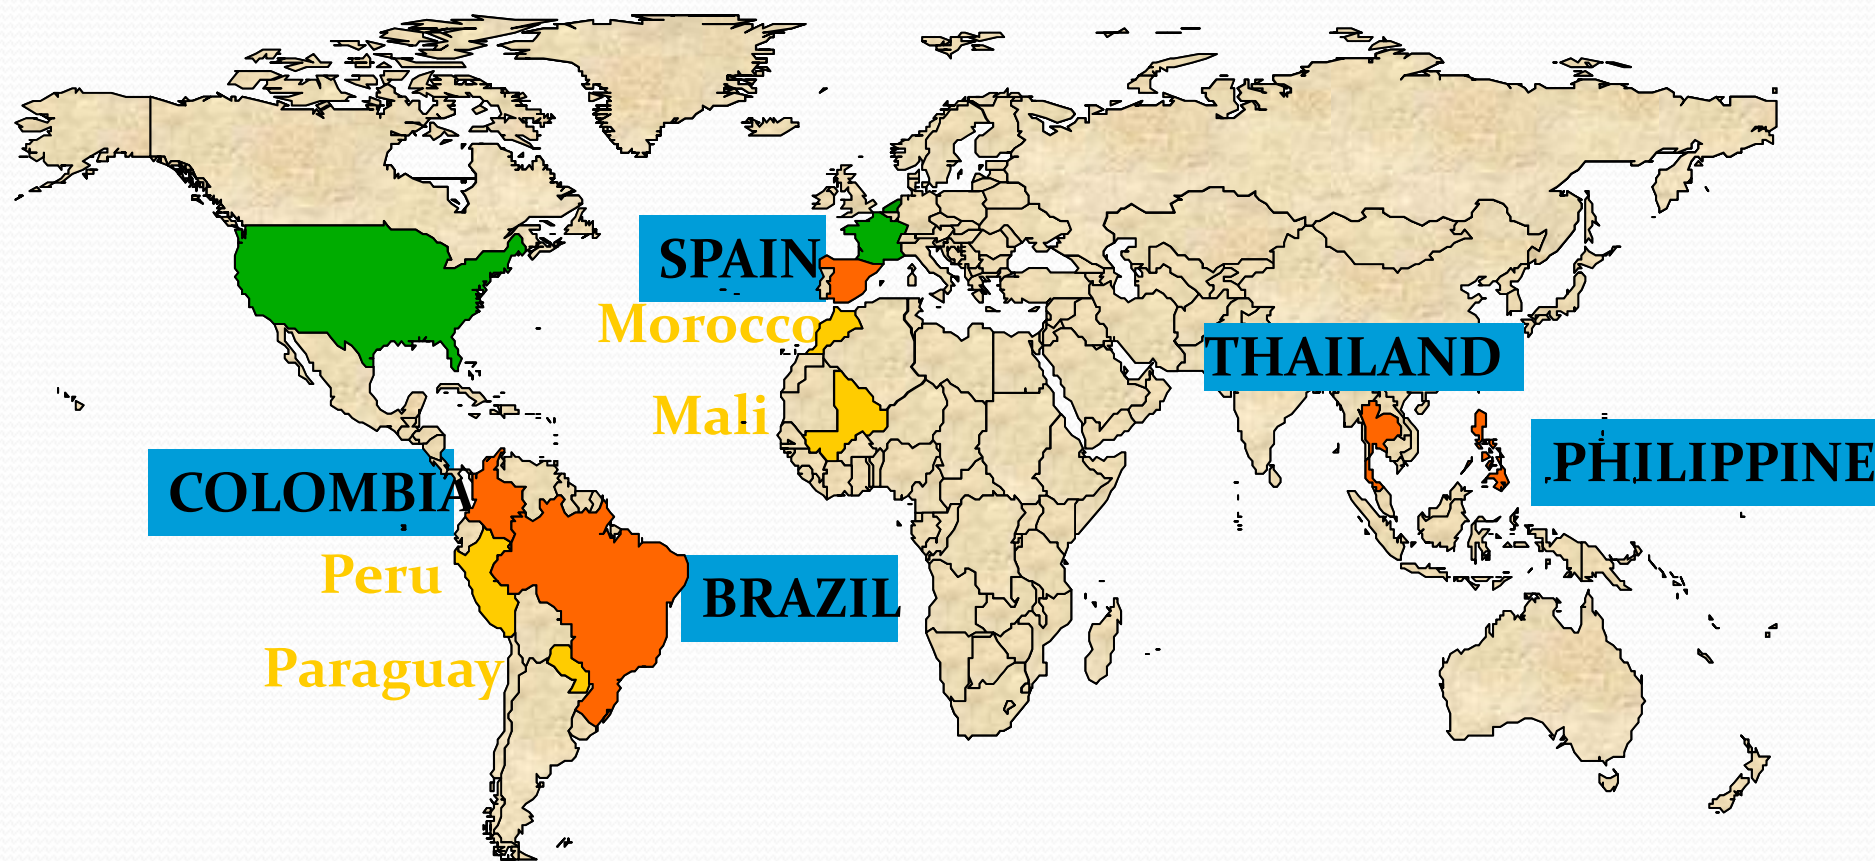 SPAIN
Morocco
THAILAND
Mali
PHILIPPINE
COLOMBIA
Peru
BRAZIL
Paraguay